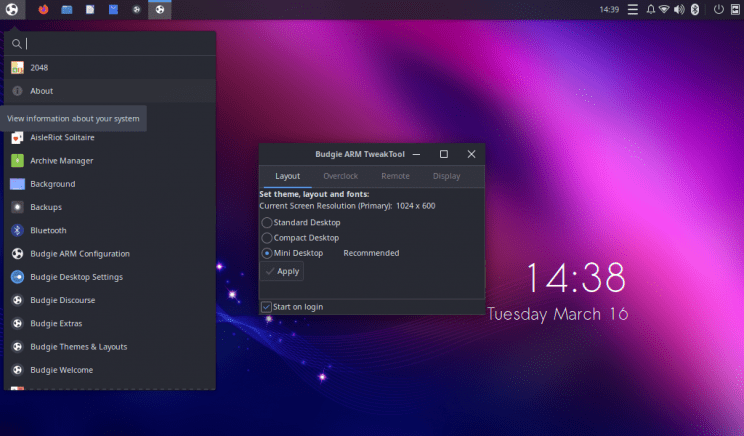 14:39
2048
About
View information about your system
AisleRiot Solitaire
Archive Manager
Background
Backups
Bluetooth
Budgie ARM Configuration
Budgie Desktop Settings
Budgie Discourse
Budgie Extras
Budgie Themes & Layouts
Budgie Welcome
Budgie ARM TweakTool
Layout Overclock Remote Display
Set theme, layout and fonts:
Current Screen Resolution (Primary): 1024 x 600
Standard Desktop
Compact Desktop
Mini Desktop Recommended
Apply
Start on login
14:38
Tuesday March 16